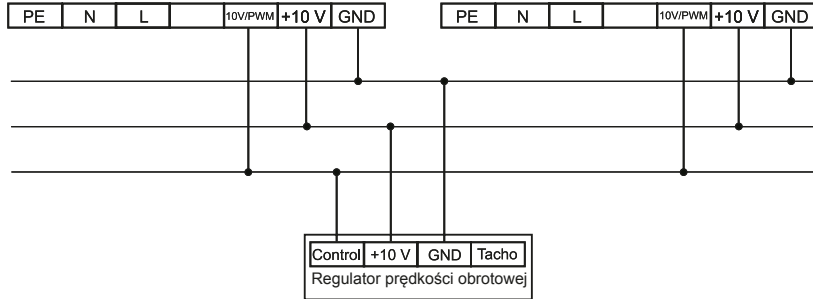 PE N L 10V/PWM +10 V GND PE N L 10V/PWM +10 V GND
Control +10 V GND Tacho
Regulator prędkości obrotowej